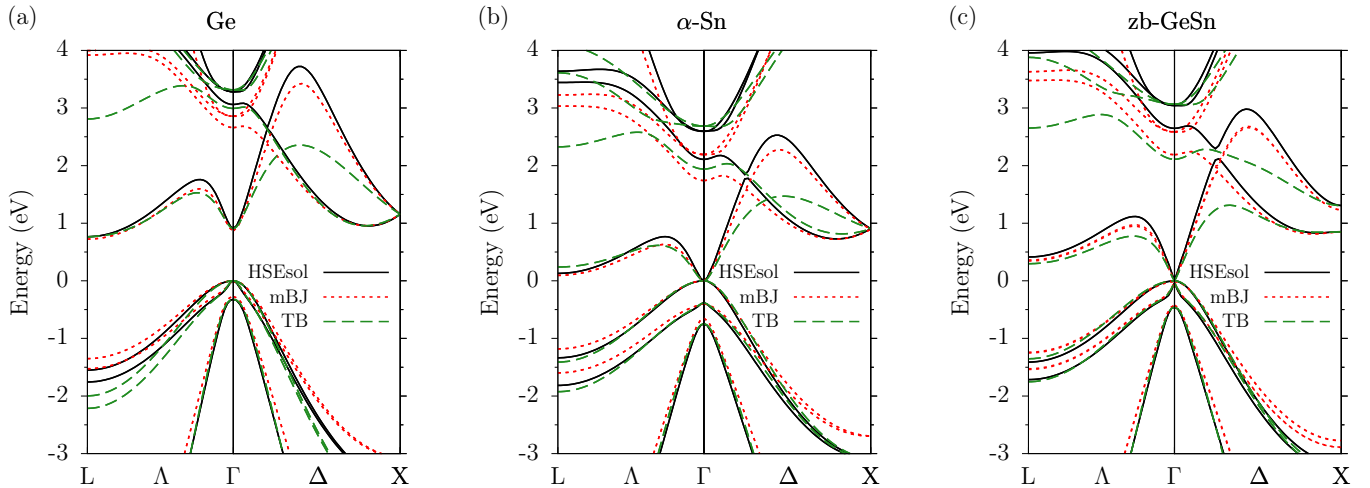 (a) Ge
Energy (eV)
4
3
2
1
0
-1
-2
-3
HSEsol
mBJ
TB
L Λ Γ Δ X
(b) α-Sn
Energy (eV)
4
3
2
1
0
-1
-2
-3
HSEsol
mBJ
TB
L Λ Γ Δ X
(c) zb-GeSn
Energy (eV)
4
3
2
1
0
-1
-2
-3
HSEsol
mBJ
TB
L Λ Γ Δ X